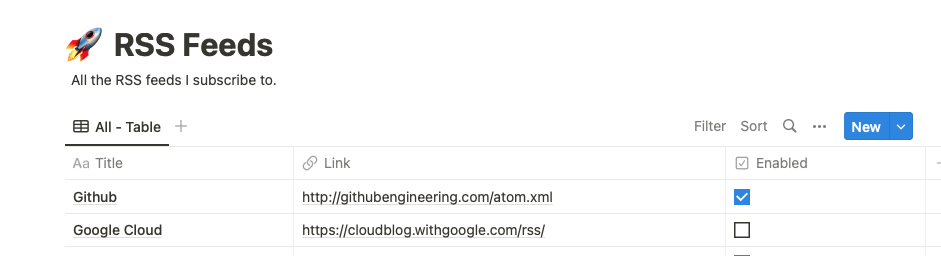 🚀 RSS Feeds
All the RSS feeds I subscribe to.
All - Table + Filter Sort ••• New
Aa Title Link Enabled
Github http://githubengineering.com/atom.xml
Google Cloud https://cloudblog.withgoogle.com/rss/